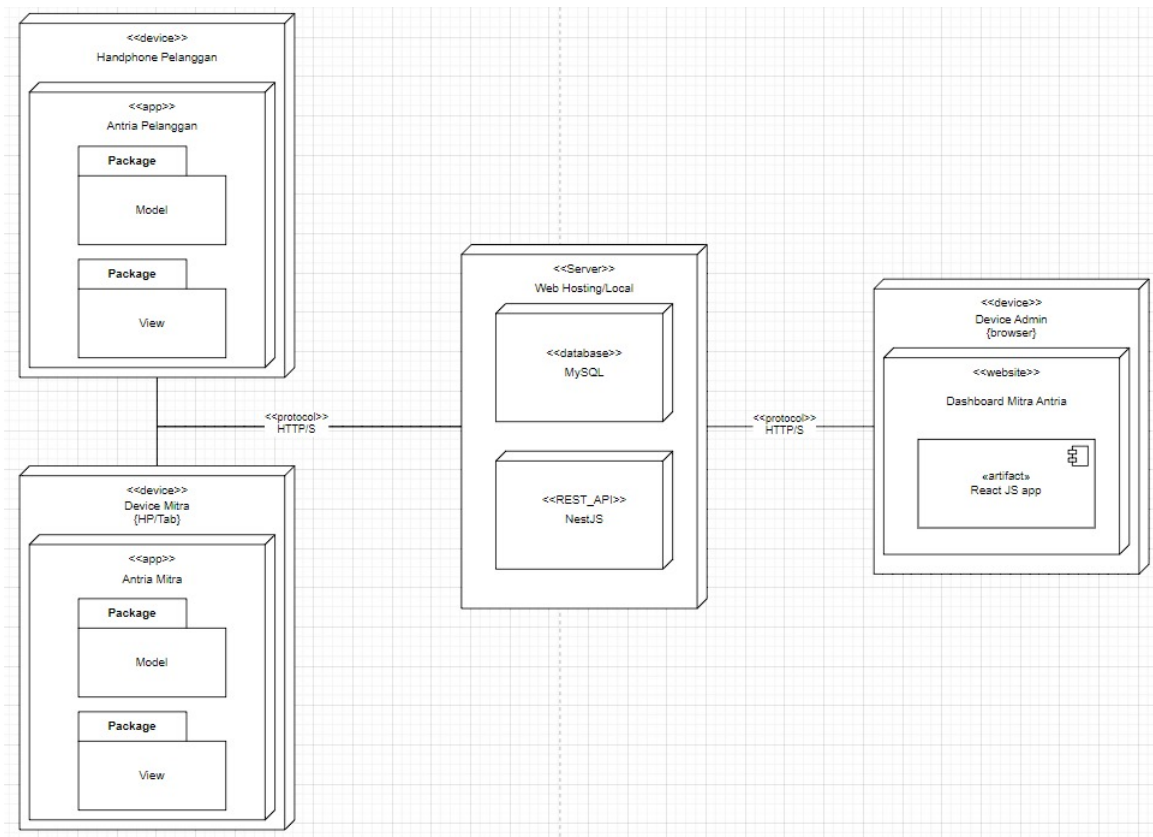 <<device>>
Handphone Pelanggan
<<app>>
Antria Pelanggan
Package
Model
Package
View
<<protocol>>
HTTP/S
<<device>>
Device Mitra
{HP/Tab}
<<app>>
Antria Mitra
Package
Model
Package
View
<<Server>>
Web Hosting/Local
<<database>>
MySQL
<<REST_API>>
NestJS
<<protocol>>
HTTP/S
<<device>>
Device Admin
{browser}
<<website>>
Dashboard Mitra Antria
«artifact»
React JS app